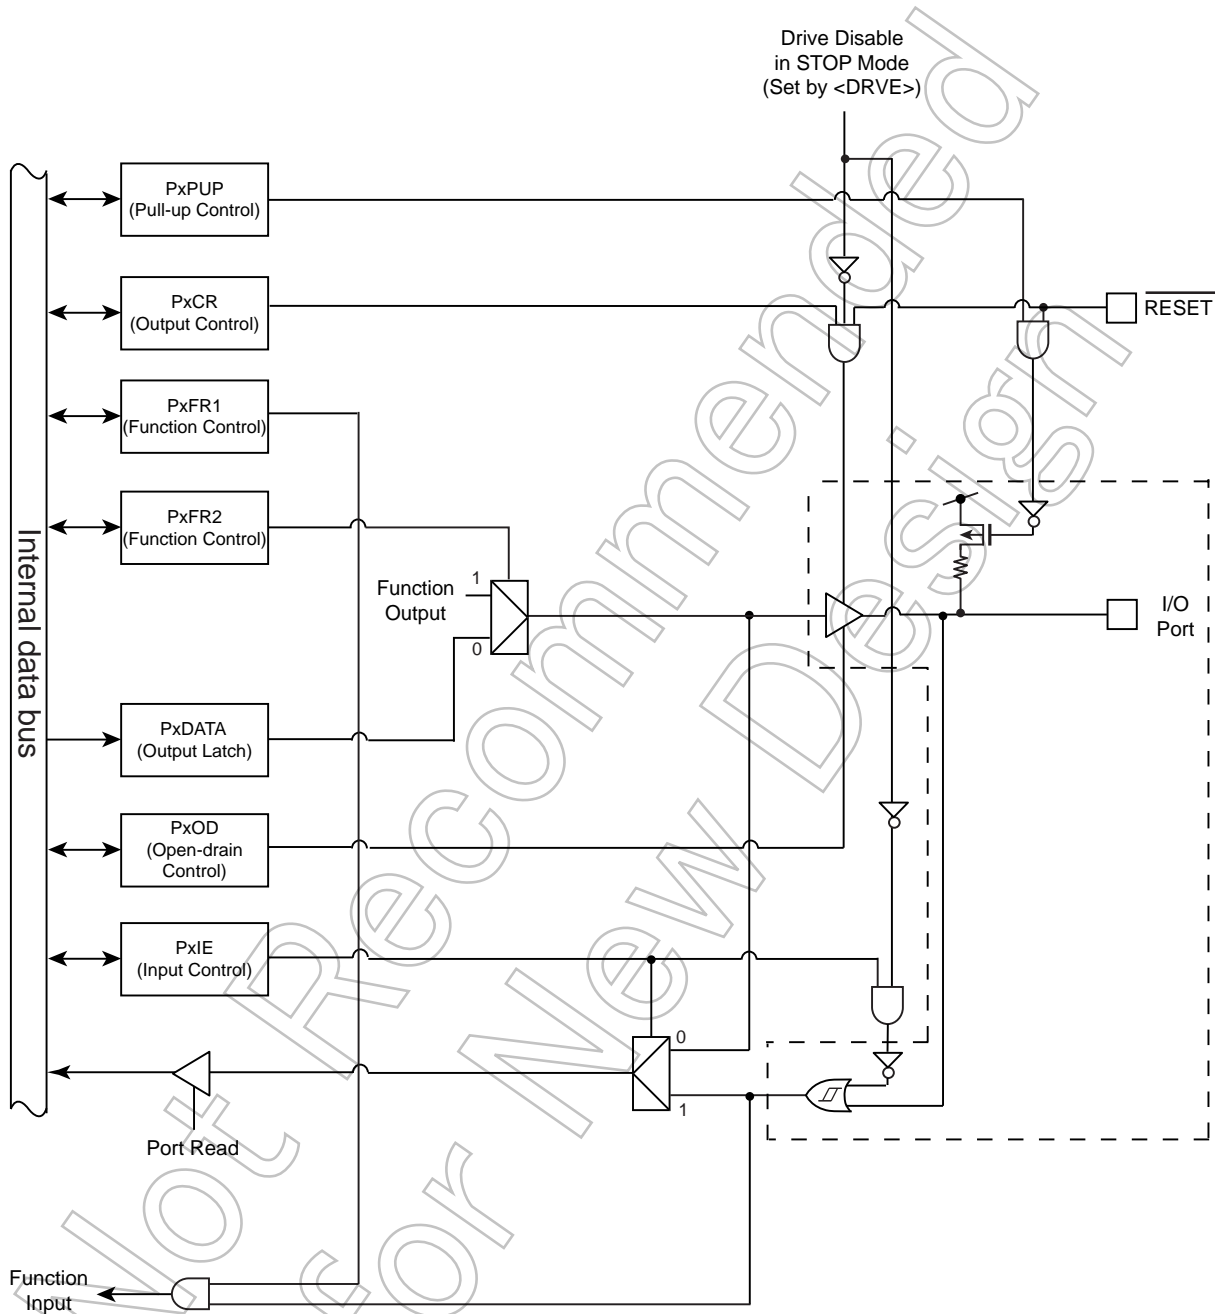 Drive Disable
in STOP Mode
(Set by <DRVE>)
PxPUP
(Pull-up Control)
PxCR
(Output Control)
RESET
PxFR1
(Function Control)
PxFR2
(Function Control)
Internal data bus
1
Function
Output
0
I/O
Port
PxDATA
(Output Latch)
PxOD
(Open-drain
Control)
PxIE
(Input Control)
0
1
Port Read
Function
Input
Not Recommended
for New Design